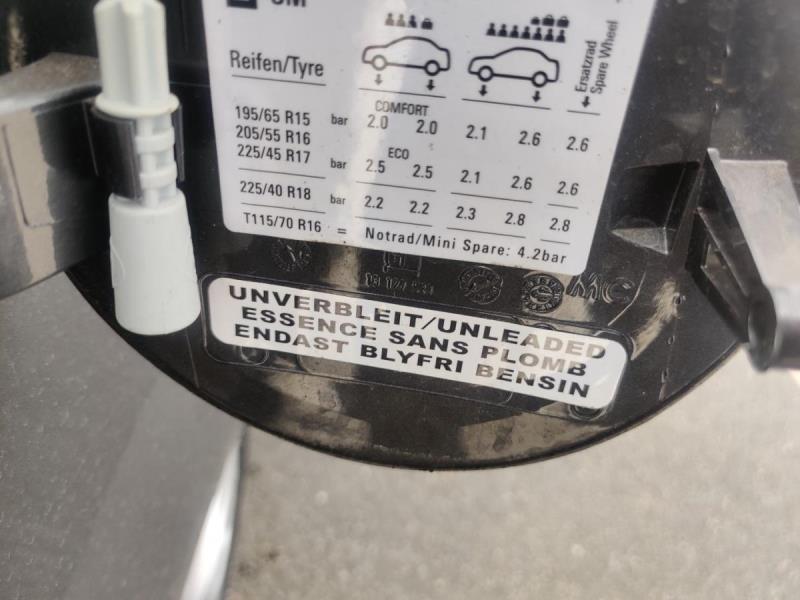 GM
Reifen/Tyre
Ersatzrad
Spare Wheel
COMFORT
195/65 R15 bar 2.0 2.0 2.1 2.6 2.6
205/55 R16
ECO
225/45 R17 bar 2.5 2.5 2.1 2.6 2.6
225/40 R18 bar 2.2 2.2 2.3 2.8 2.8
T115/70 R16 = Notrad/Mini Spare: 4.2bar
MC
UNVERBLEIT/UNLEADED
ESSENCE SANS PLOMB
ENDAST BLYFRI BENSIN